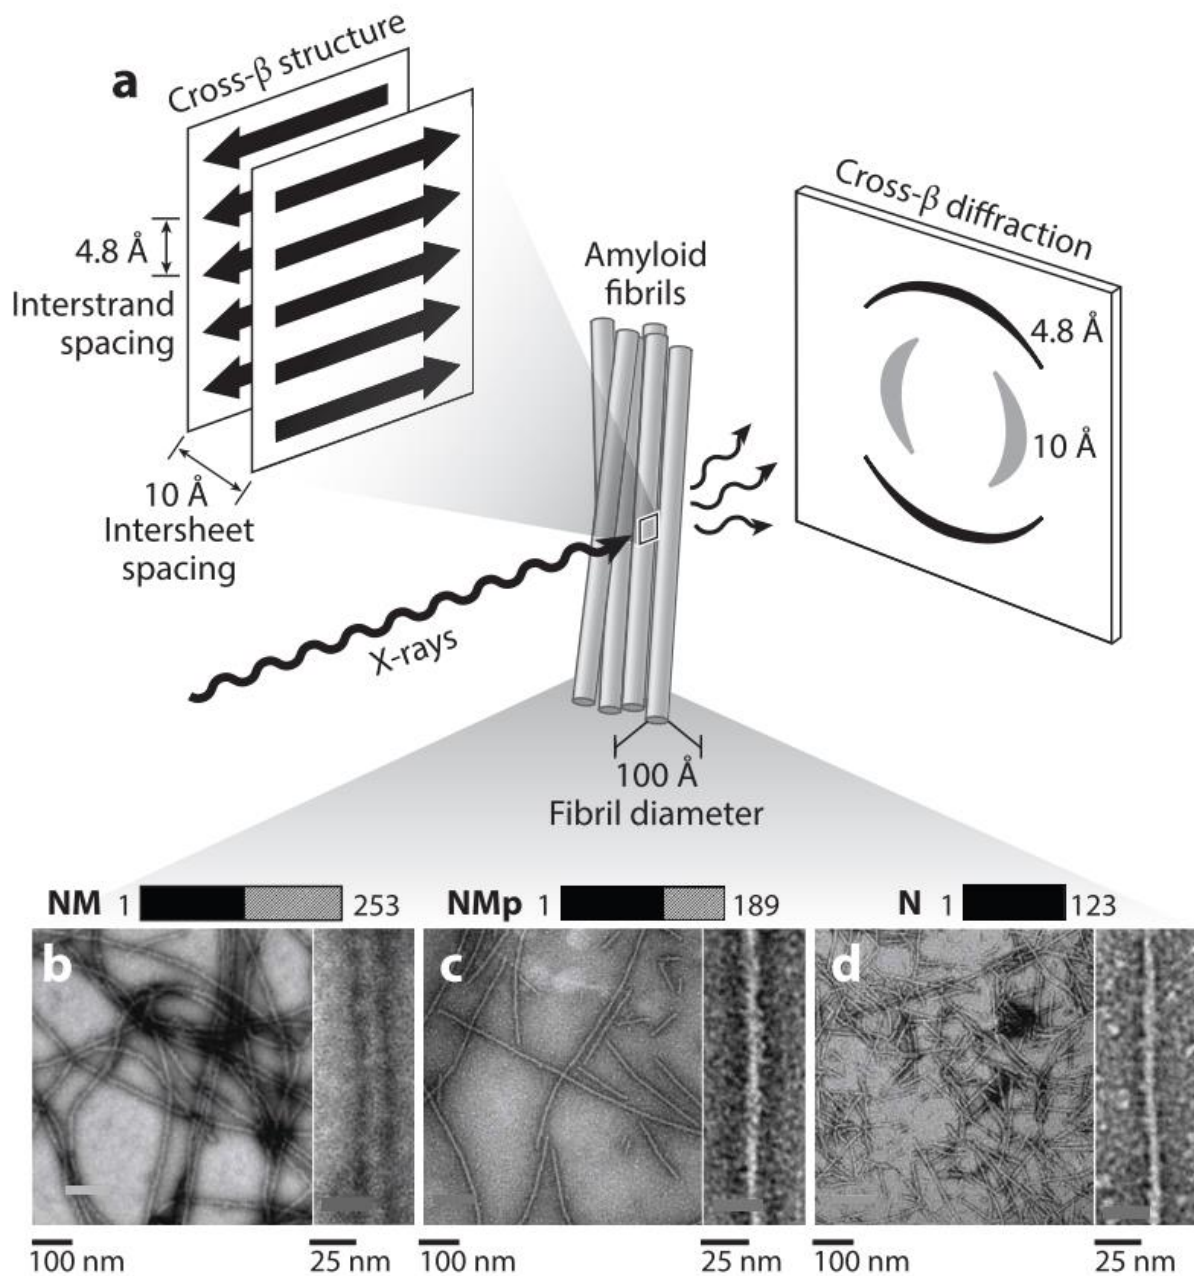 a
Cross-β structure
4.8 Å
Interstrand
spacing
10 Å
Intersheet
spacing
X-rays
Amyloid
fibrils
Cross-β diffraction
4.8 Å
10 Å
100 Å
Fibril diameter
NM 1 253
NMp 1 189
N 1 123
b
c
d
100 nm 25 nm 100 nm 25 nm 100 nm 25 nm